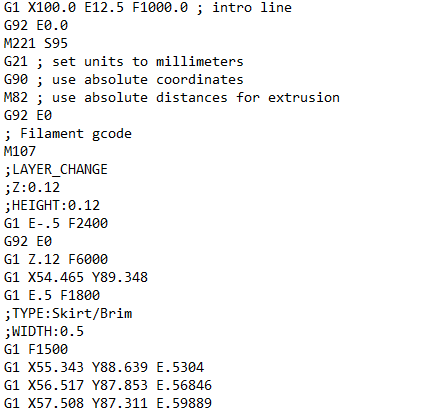 G1 X100.0 E12.5 F1000.0 ; intro line
G92 E0.0
M221 S95
G21 ; set units to millimeters
G90 ; use absolute coordinates
M82 ; use absolute distances for extrusion
G92 E0
; Filament gcode
M107
;LAYER_CHANGE
;Z:0.12
;HEIGHT:0.12
G1 E-.5 F2400
G92 E0
G1 Z.12 F6000
G1 X54.465 Y89.348
G1 E.5 F1800
;TYPE:Skirt/Brim
;WIDTH:0.5
G1 F1500
G1 X55.343 Y88.639 E.5304
G1 X56.517 Y87.853 E.56846
G1 X57.508 Y87.311 E.59889